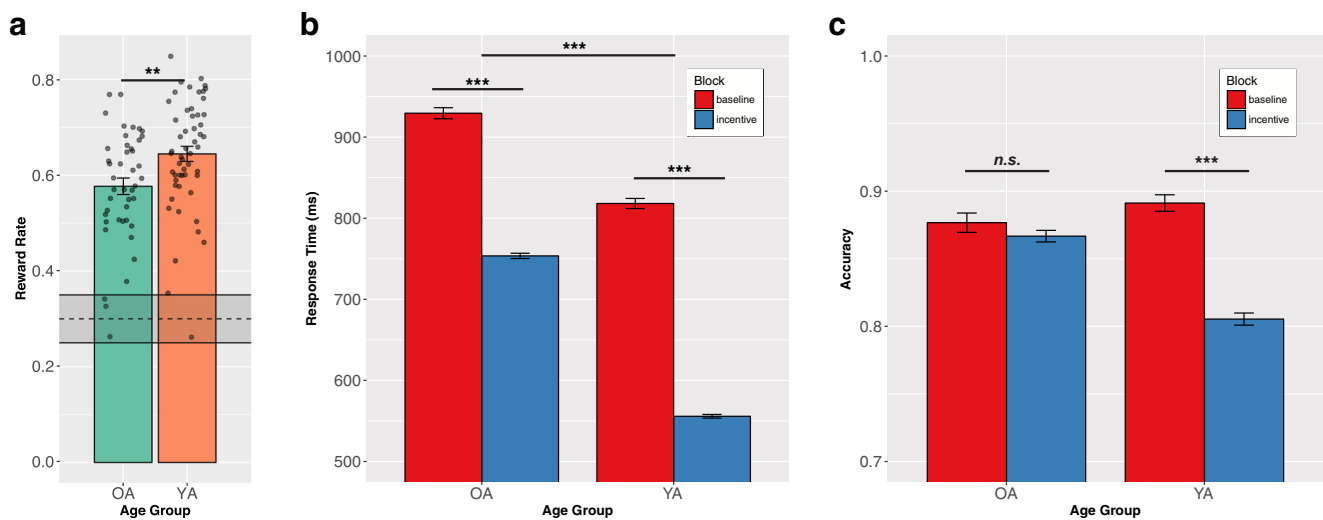 a
Reward Rate
0.8
0.6
0.4
0.2
0.0
**
OA
YA
Age Group
b
Response Time (ms)
1000
900
800
700
600
500
***
***
***
Block
baseline
incentive
OA
YA
Age Group
c
Accuracy
1.0
0.9
0.8
0.7
n.s.
***
Block
baseline
incentive
OA
YA
Age Group